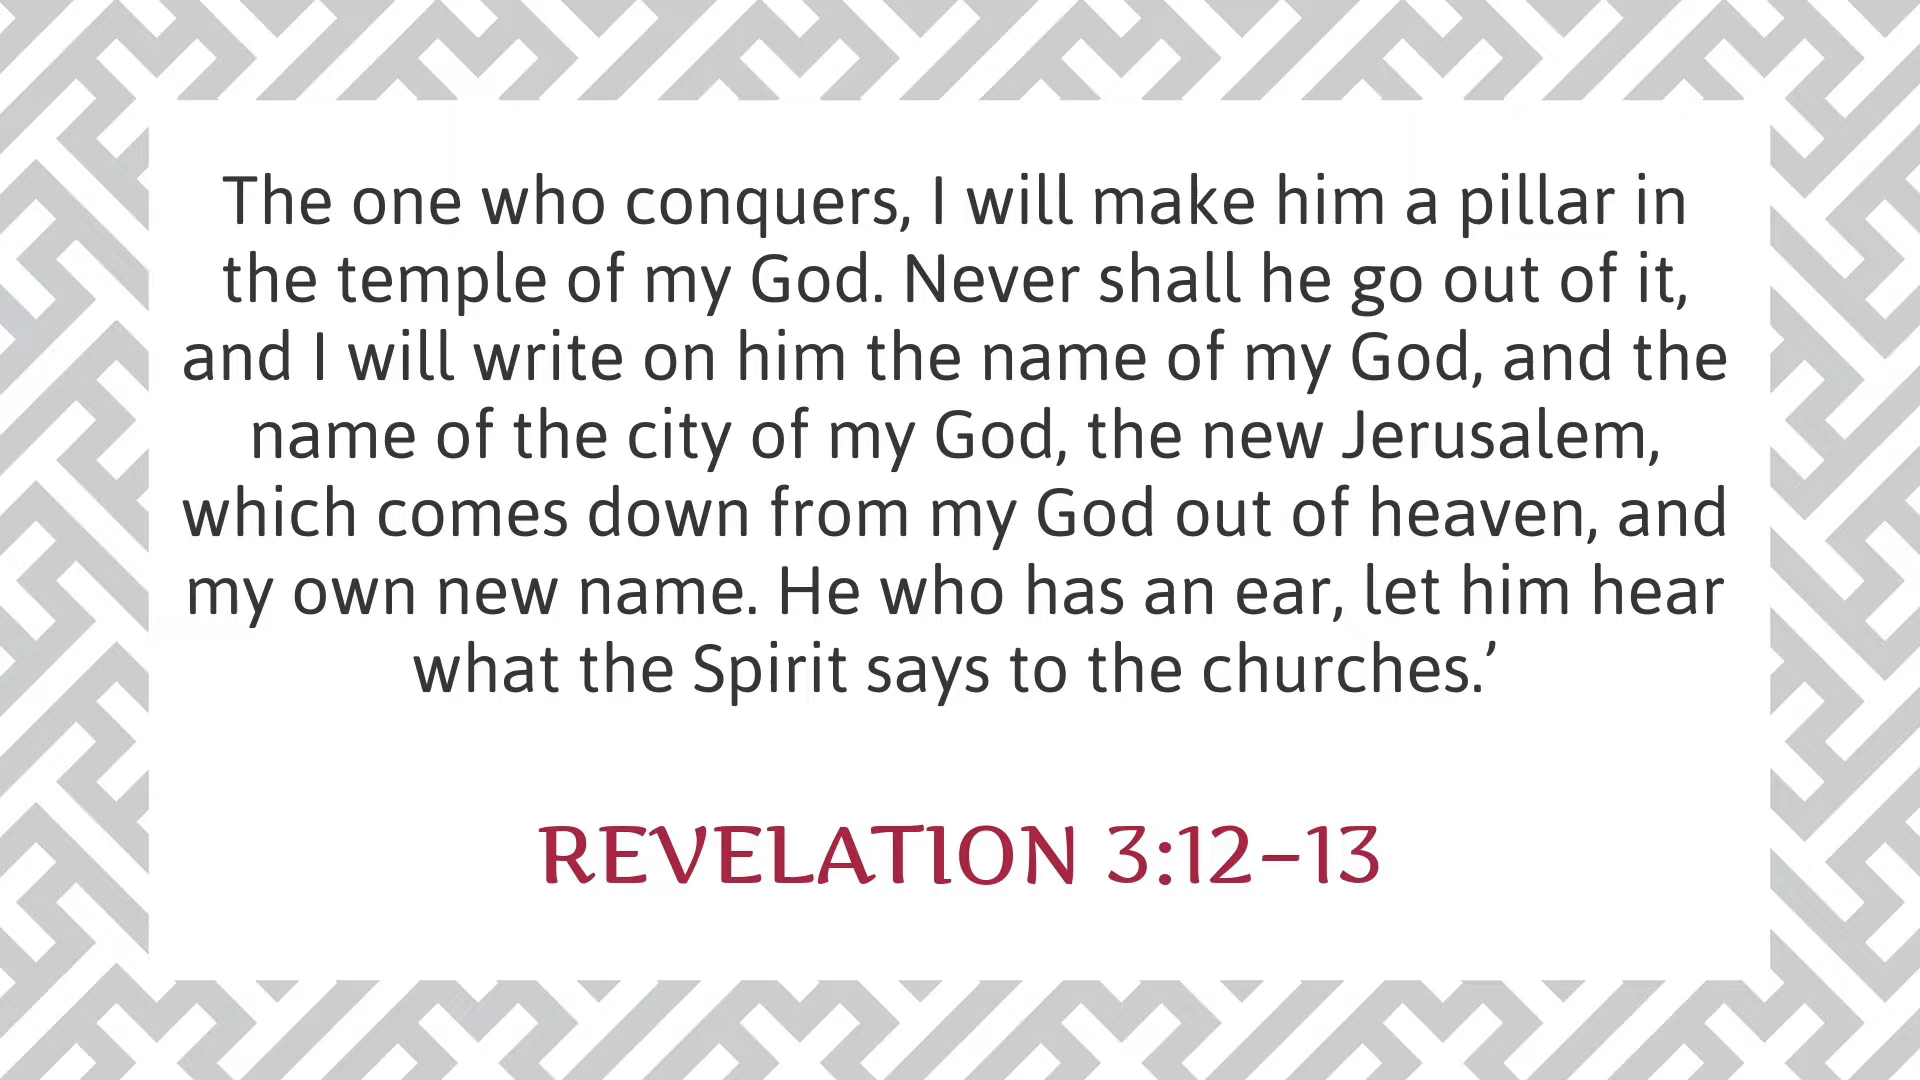 The one who conquers, I will make him a pillar in
the temple of my God. Never shall he go out of it,
and I will write on him the name of my God, and the
name of the city of my God, the new Jerusalem,
which comes down from my God out of heaven, and
my own new name. He who has an ear, let him hear
what the Spirit says to the churches.’
REVELATION 3:12–13